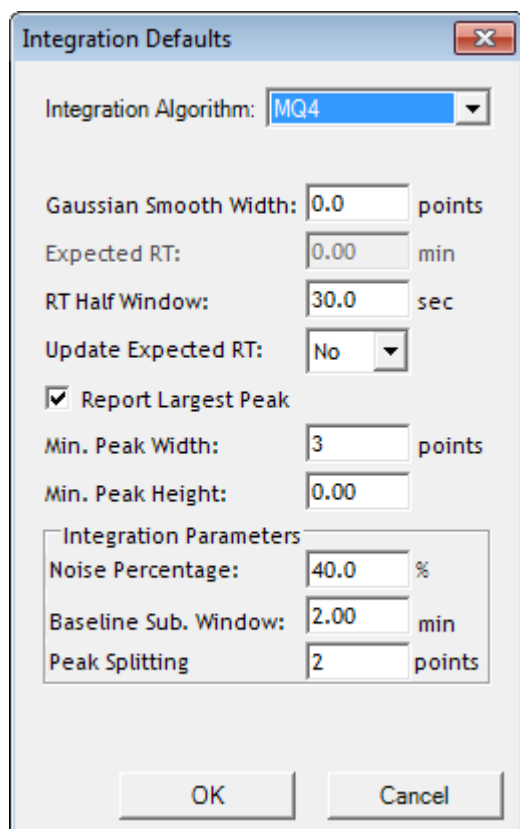 Integration Defaults
Integration Algorithm: MQ4
Gaussian Smooth Width: 0.0 points
Expected RT: 0.00 min
RT Half Window: 30.0 sec
Update Expected RT: No
Report Largest Peak
Min. Peak Width: 3 points
Min. Peak Height: 0.00
Integration Parameters
Noise Percentage: 40.0 %
Baseline Sub. Window: 2.00 min
Peak Splitting 2 points
OK Cancel